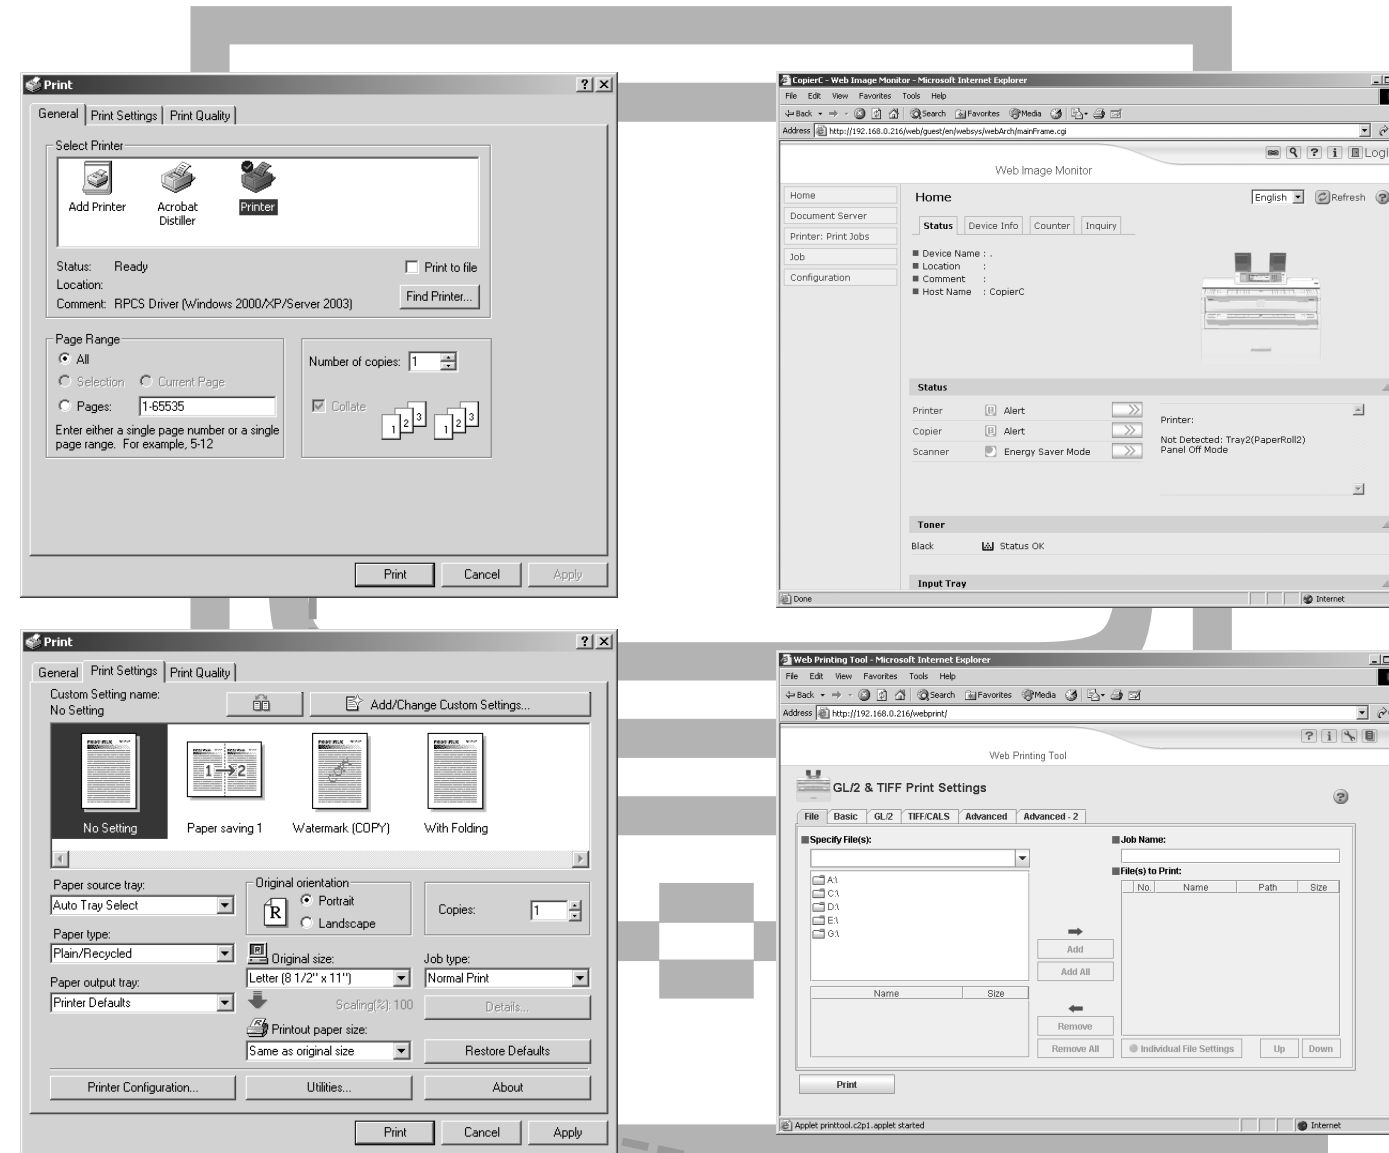 Print
General Print Settings Print Quality
Select Printer
Add Printer Acrobat Distiller Printer
Status: Ready
Print to file
Location:
Comment: RPCS Driver (Windows 2000/XP/Server 2003)
Find Printer...
Page Range
All
Selection Current Page
Pages: 1-65535
Enter either a single page number or a single
page range. For example, 5-12
Number of copies: 1
Collate
1 2 3 1 2 3
Print Cancel Apply
CopierC - Web Image Monitor - Microsoft Internet Explorer
File Edit View Favorites Tools Help
Back Search Favorites Media
Address http://192.168.0.216/web/guest/en/websys/webArch/mainFrame.cgi
Logi
Web Image Monitor
Home
Document Server
Printer: Print Jobs
Job
Configuration
Home
English Refresh
Status Device Info Counter Inquiry
Device Name : .
Location :
Comment :
Host Name : CopierC
Status
Printer Alert
Copier Alert
Scanner Energy Saver Mode
Printer:
Not Detected: Tray2(PaperRoll2)
Panel Off Mode
Toner
Black Status OK
Input Tray
Done Internet
Print
General Print Settings Print Quality
Custom Setting name:
No Setting
Add/Change Custom Settings...
1 2
COPY
No Setting Paper saving 1 Watermark (COPY) With Folding
Paper source tray:
Auto Tray Select
Paper type:
Plain/Recycled
Paper output tray:
Printer Defaults
Original orientation
R
Portrait
Landscape
Copies: 1
Original size:
Letter (8 1/2" x 11")
Scaling(%): 100
Printout paper size:
Same as original size
Job type:
Normal Print
Details...
Restore Defaults
Printer Configuration... Utilities... About
Print Cancel Apply
Web Printing Tool - Microsoft Internet Explorer
File Edit View Favorites Tools Help
Back Search Favorites Media
Address http://192.168.0.216/webprint/
Web Printing Tool
GL/2 & TIFF Print Settings
File Basic GL/2 TIFF/CALS Advanced Advanced - 2
Specify File(s):
A:\
C:\
D:\
E:\
G:\
Name Size
Add
Add All
Remove
Remove All
Job Name:
File(s) to Print:
No. Name Path Size
Individual File Settings Up Down
Print
Applet printtool.c2p1.applet started Internet